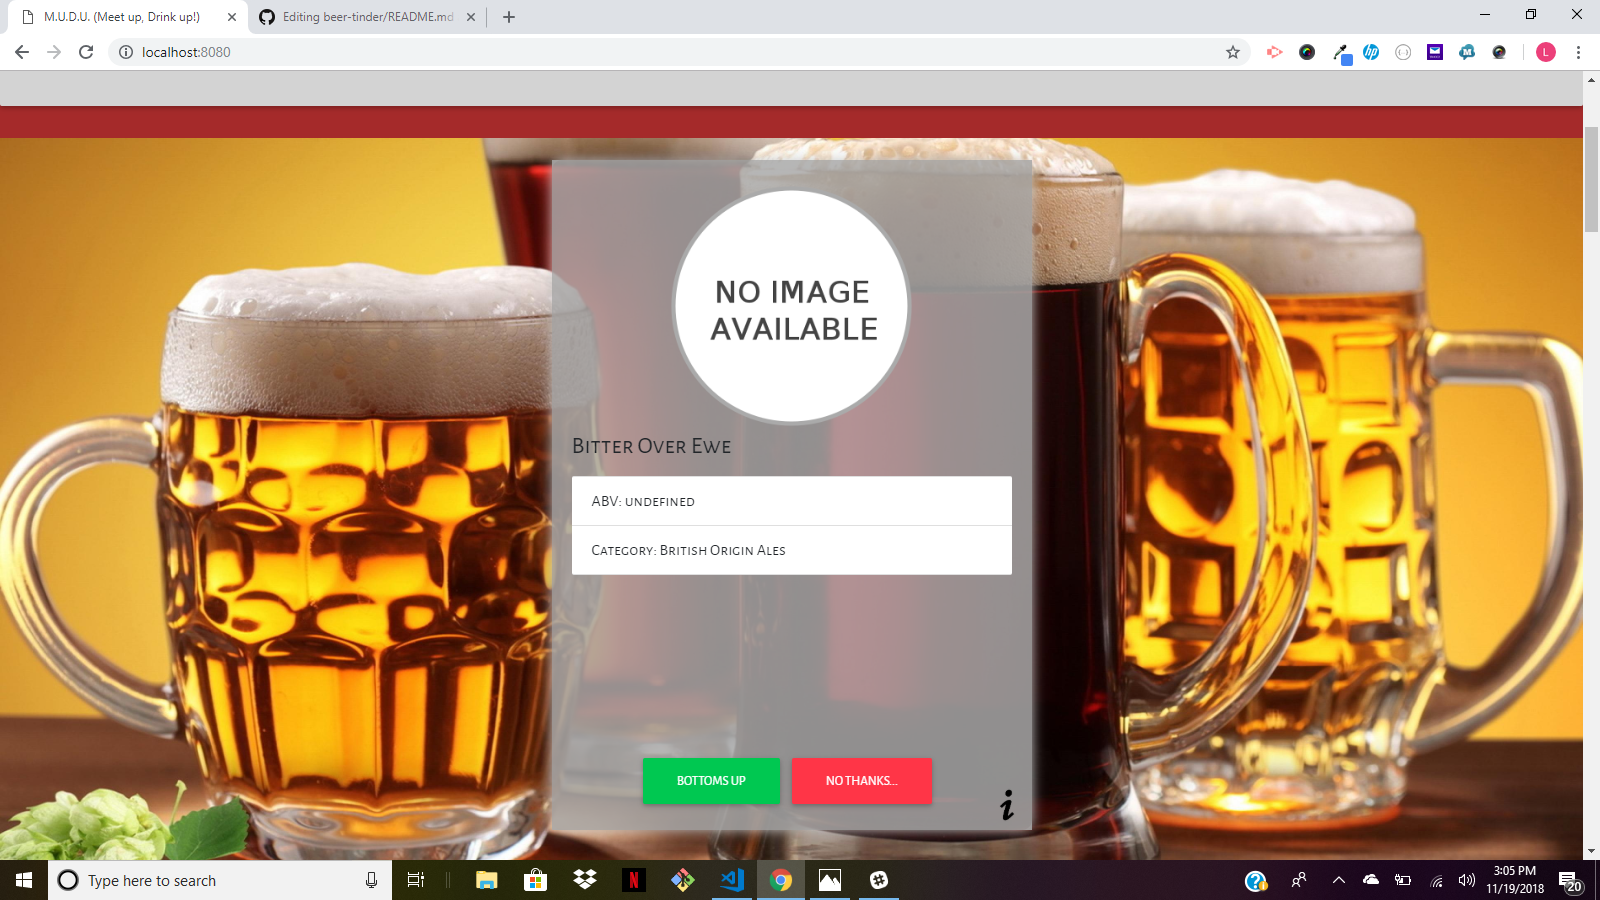 M.U.D.U. (Meet up, Drink up!)
Editing beer-tinder/README.md
localhost:8080
L
NO IMAGE
AVAILABLE
Bitter Over Ewe
ABV: undefined
Category: British Origin Ales
BOTTOMS UP
NO THANKS...
i
Type here to search
3:05 PM
11/19/2018
20